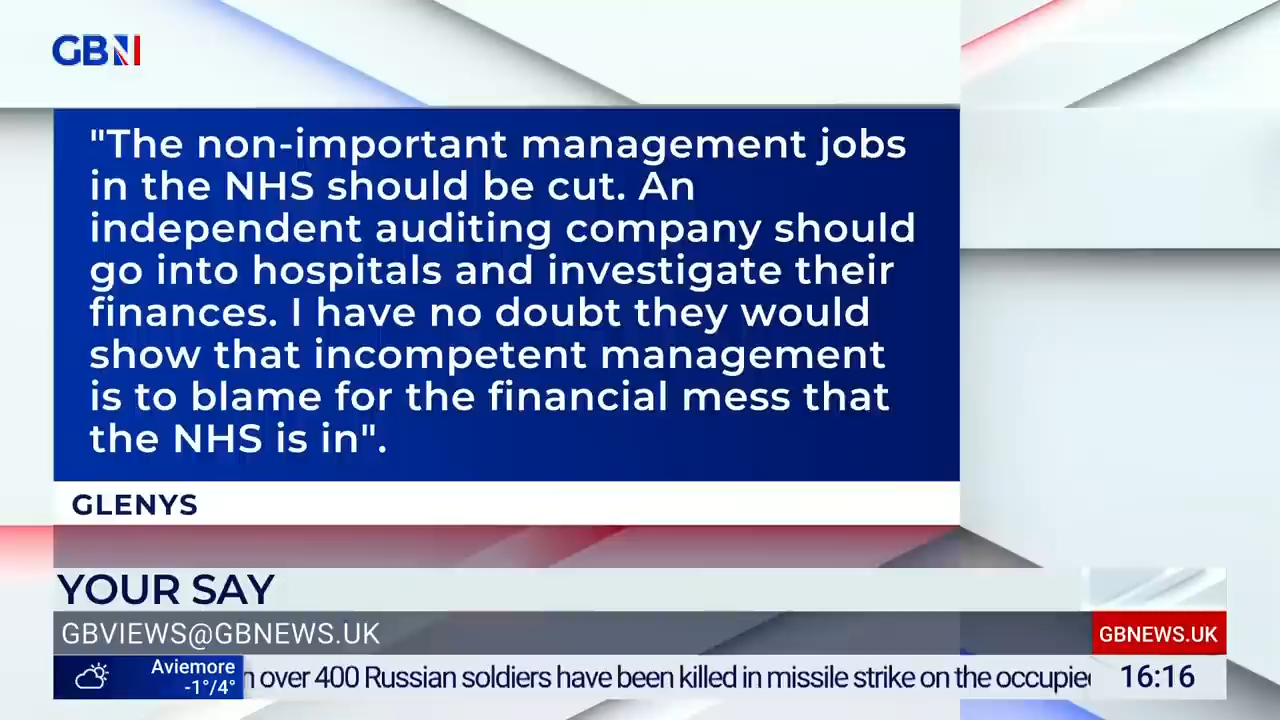 GBN
"The non-important management jobs
in the NHS should be cut. An
independent auditing company should
go into hospitals and investigate their
finances. I have no doubt they would
show that incompetent management
is to blame for the financial mess that
the NHS is in".
GLENYS
YOUR SAY
GBVIEWS@GBNEWS.UK
GBNEWS.UK
Aviemore
-1°/4°
over 400 Russian soldiers have been killed in missile strike on the
16:16